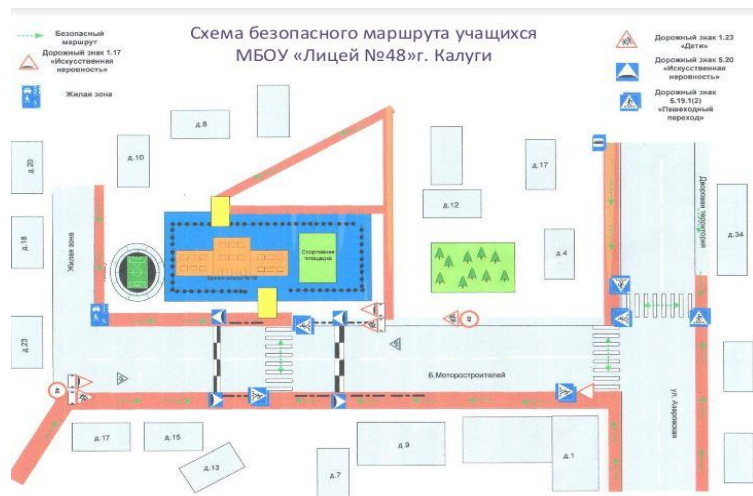 Схема безопасного маршрута учащихся
МБОУ «Лицей №48»г. Калуги
Безопасный
маршрут
Дорожный знак 1.17
«Искусственная
неровность»
Жилая зона
Дорожный знак 1.23
«Дети»
Дорожный знак 5.20
«Искусственная
неровность»
Дорожный знак
5.19.1(2)
«Пешеходный
переход»
д.8
д.10
д.20
д.17
д.12
д.18
Жилая зона
Спортивная
площадка
д.4
Дворовая территория
д.34
д.23
Б.Моторостроителей
ул. Азаровская
д.17
д.15
д.13
д.7
д.9
д.1